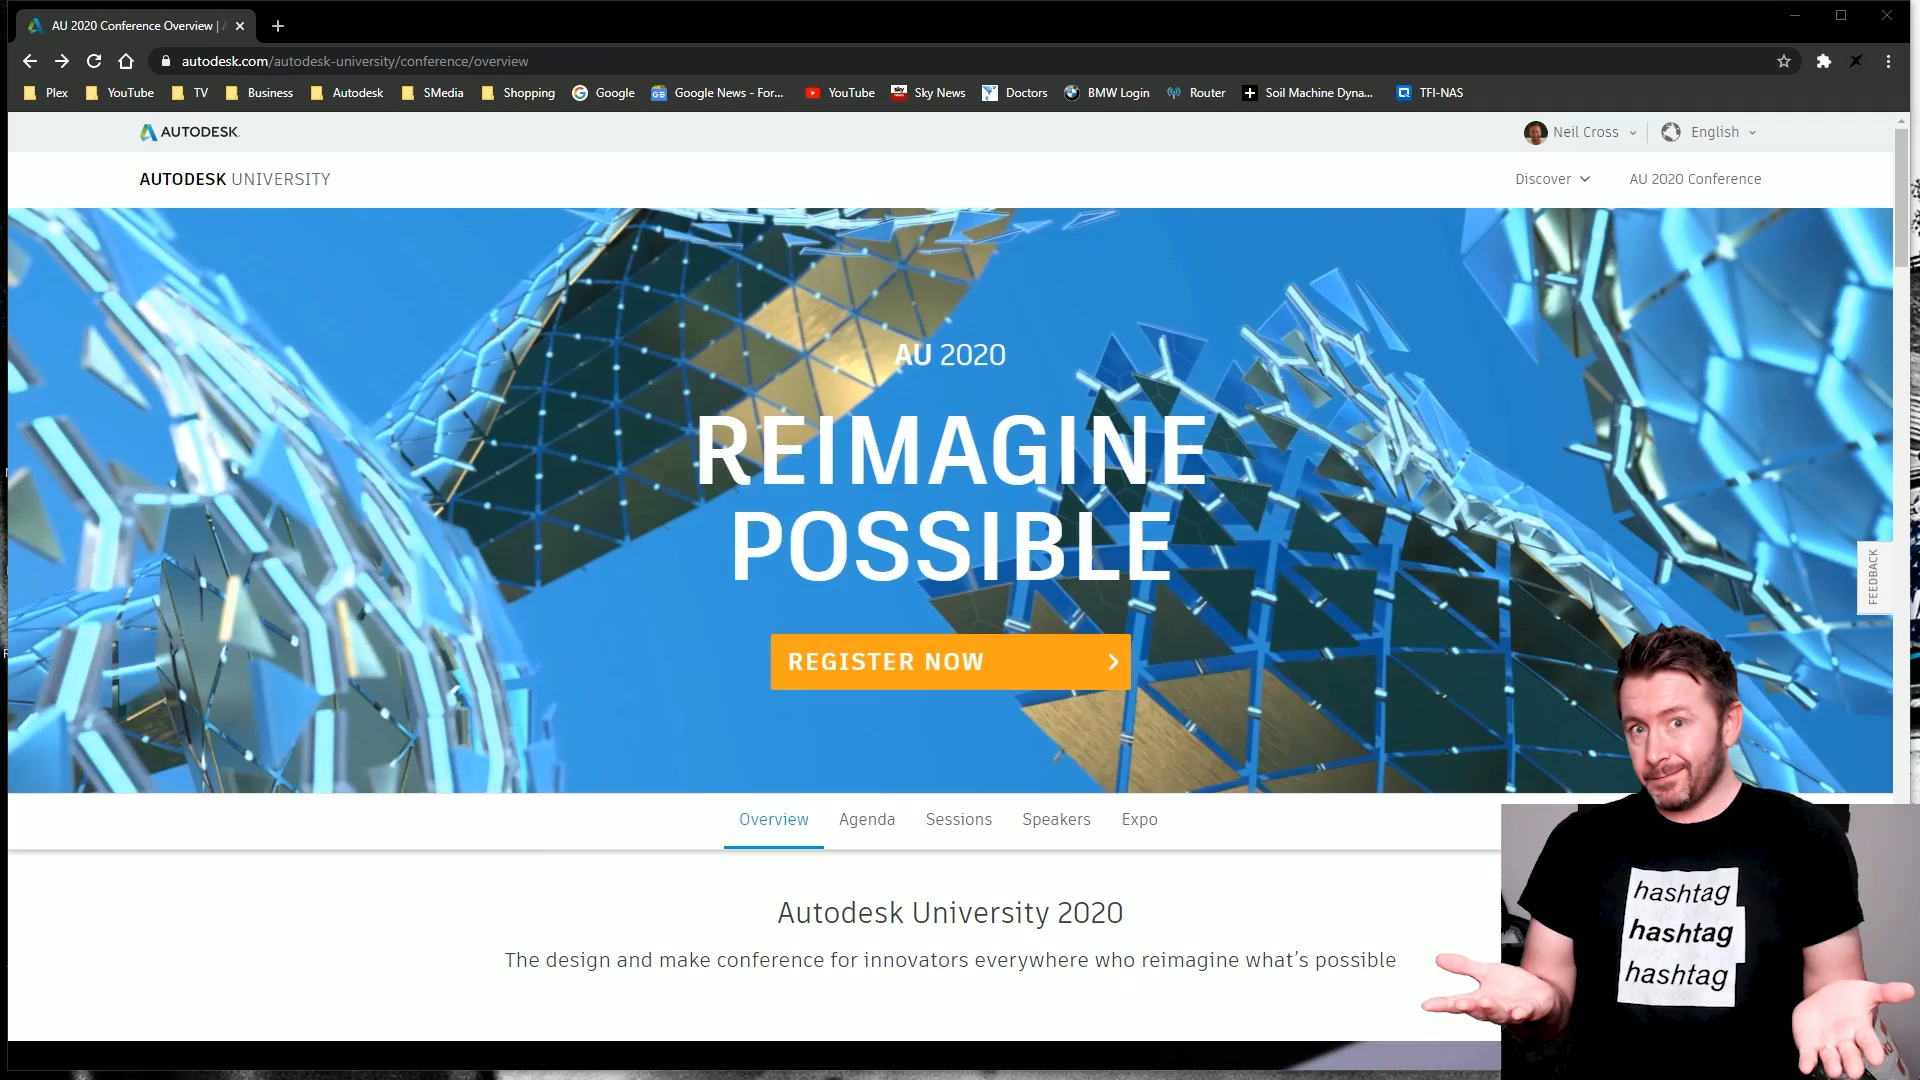 AU 2020 Conference Overview |
autodesk.com/autodesk-university/conference/overview
Plex YouTube TV Business Autodesk SMedia Shopping Google Google News - For... YouTube Sky News Doctors BMW Login Router Soil Machine Dyna... TFI-NAS
AUTODESK.
Neil Cross English
AUTODESK UNIVERSITY
Discover AU 2020 Conference
AU 2020
REIMAGINE
POSSIBLE
REGISTER NOW
FEEDBACK
Overview Agenda Sessions Speakers Expo
Autodesk University 2020
The design and make conference for innovators everywhere who reimagine what’s possible
hashtag
hashtag
hashtag